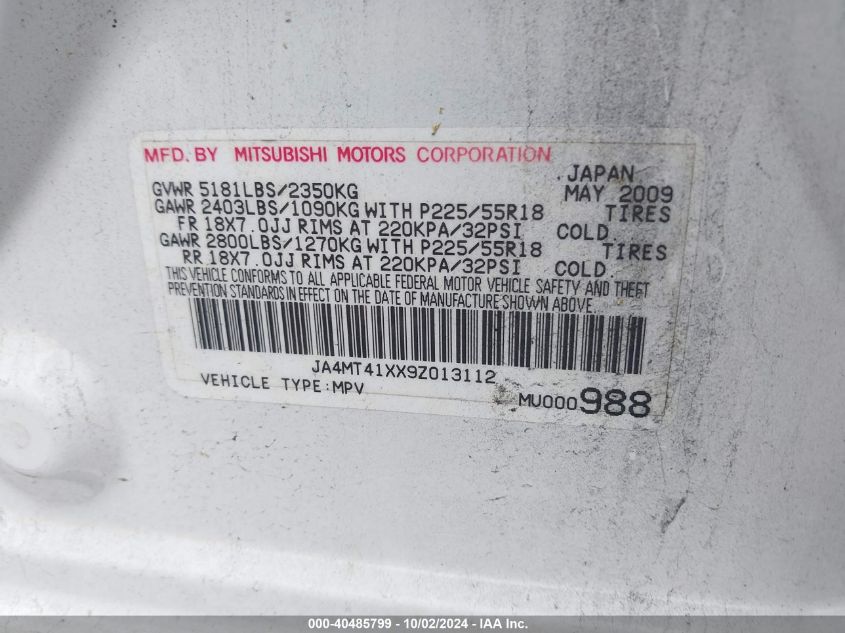 MFD. BY MITSUBISHI MOTORS CORPORATION
. JAPAN
GVWR 5181LBS/2350KG MAY 2009
GAWR 2403LBS/1090KG WITH P225/55R18 TIRES
FR 18X7.0JJ RIMS AT 220KPA/32PSI COLD.
GAWR 2800LBS/1270KG WITH P225/55R18 TIRES
RR 18X7.0JJ RIMS AT 220KPA/32PSI COLD.
THIS VEHICLE CONFORMS TO ALL APPLICABLE FEDERAL MOTOR VEHICLE SAFETY AND THEFT
PREVENTION STANDARDS IN EFFECT ON THE DATE OF MANUFACTURE SHOWN ABOVE.
JA4MT41XX9Z013112
VEHICLE TYPE:MPV
MU000988
000-40485799 - 10/02/2024 - IAA Inc.